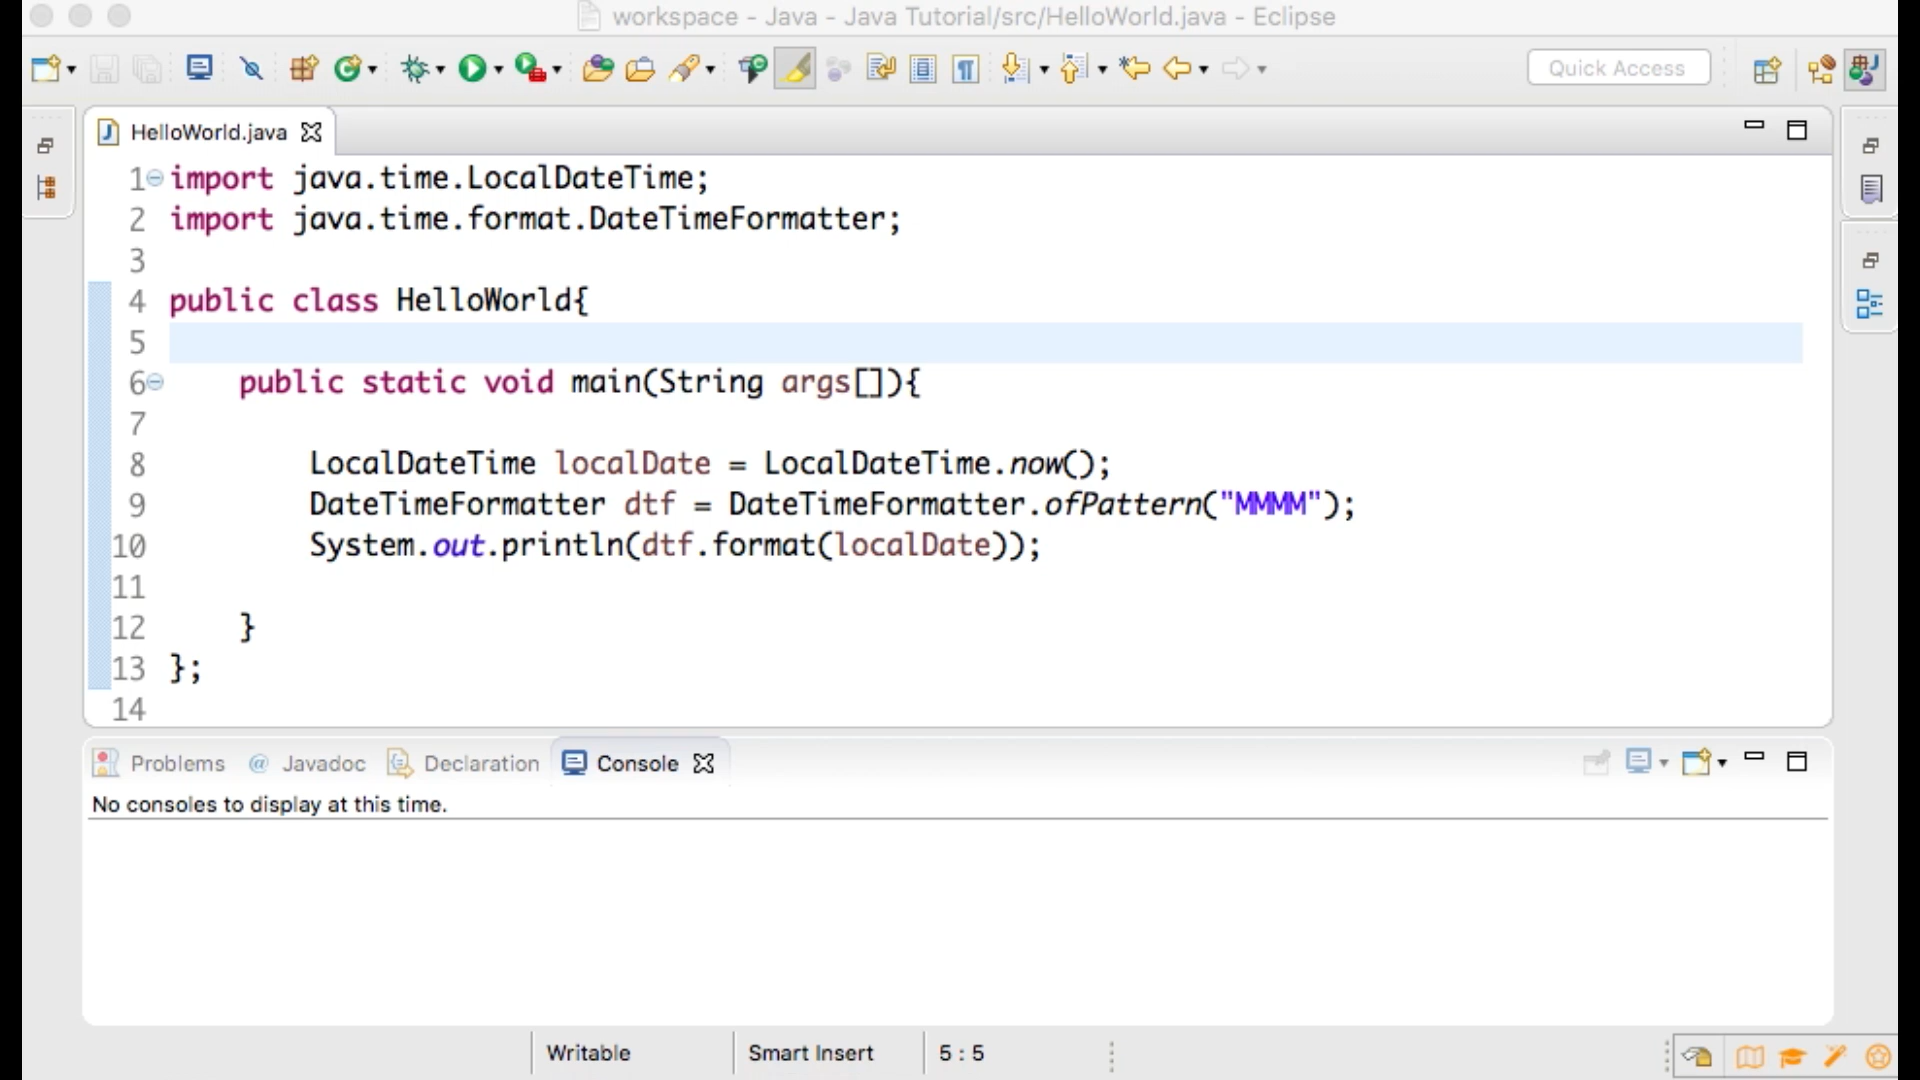 workspace - Java - Java Tutorial/src/HelloWorld.java - Eclipse
Quick Access
HelloWorld.java
1 import java.time.LocalDateTime;
2 import java.time.format.DateTimeFormatter;
3
4 public class HelloWorld{
5
6 public static void main(String args[]){
7
8 LocalDateTime localDate = LocalDateTime.now();
9 DateTimeFormatter dtf = DateTimeFormatter.ofPattern("MMMM");
10 System.out.println(dtf.format(localDate));
11
12 }
13 };
14
Problems @ Javadoc Declaration Console
No consoles to display at this time.
Writable Smart Insert 5 : 5